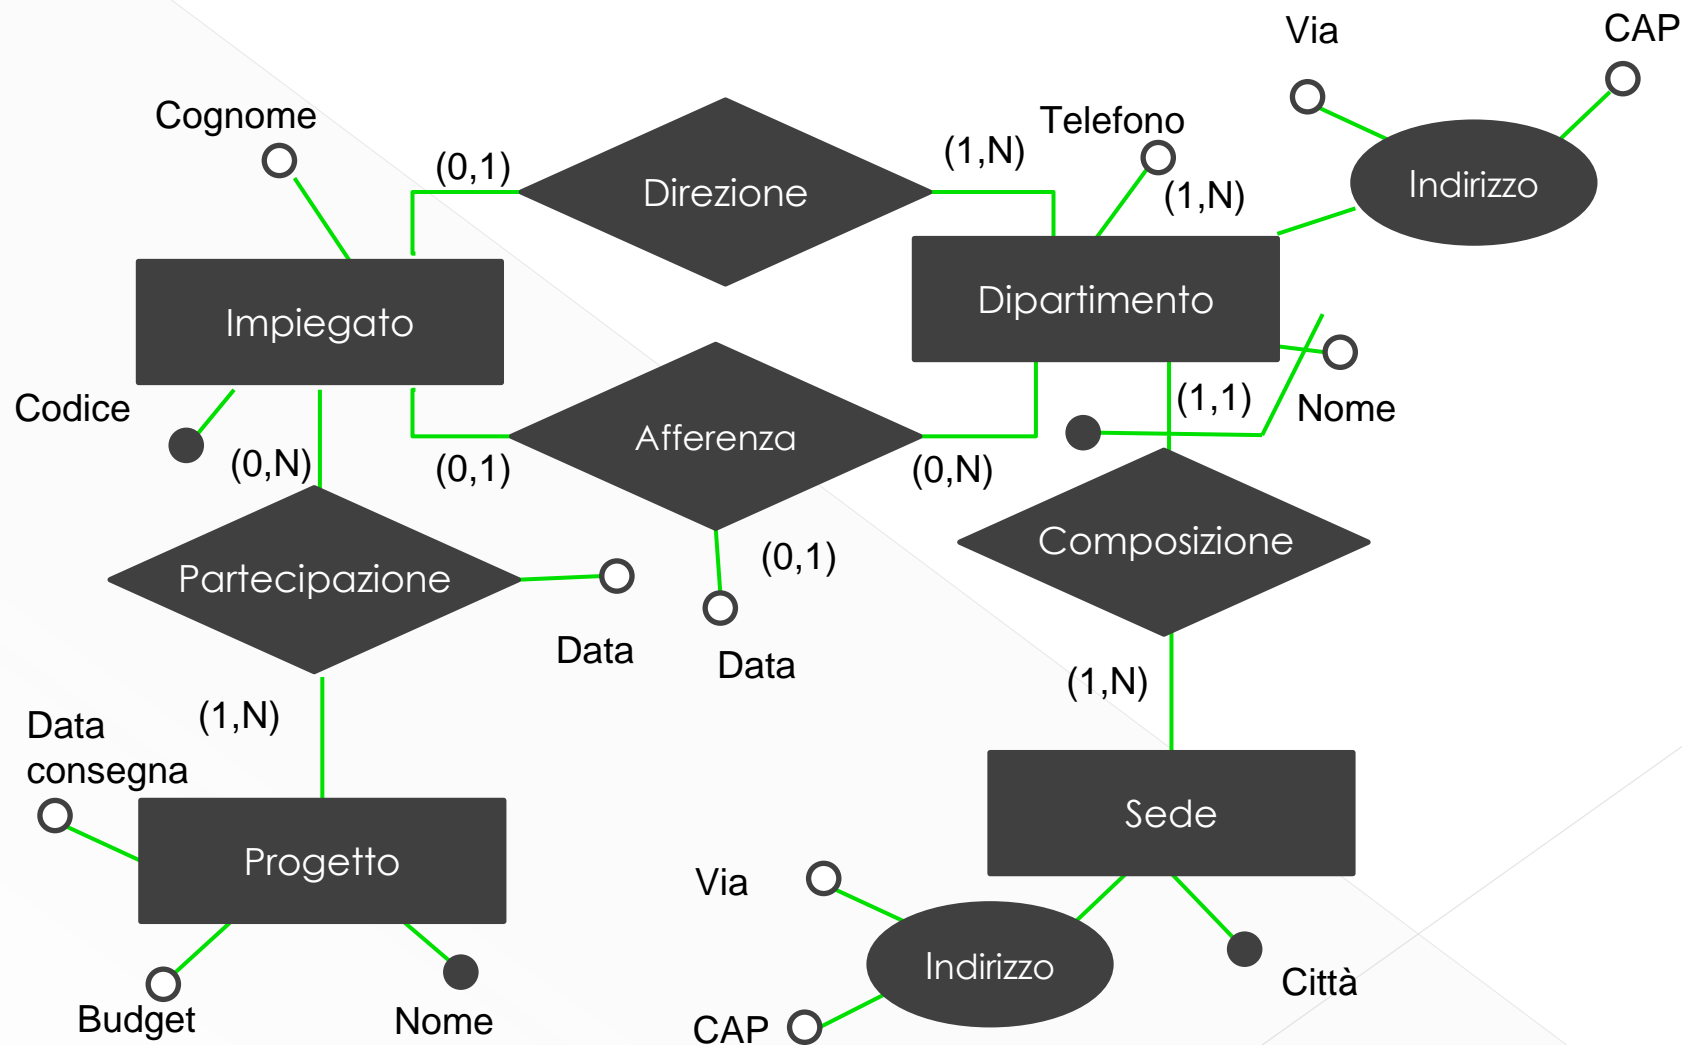 Via
CAP
Cognome
Telefono
(0,1)
(1,N)
Direzione
(1,N)
Indirizzo
Impiegato
Dipartimento
Codice
(1,1)
Nome
Afferenza
(0,N)
(0,1)
(0,N)
Composizione
Partecipazione
(0,1)
Data
Data
(1,N)
(1,N)
Data
consegna
Progetto
Sede
Via
Indirizzo
Città
Budget
Nome
CAP